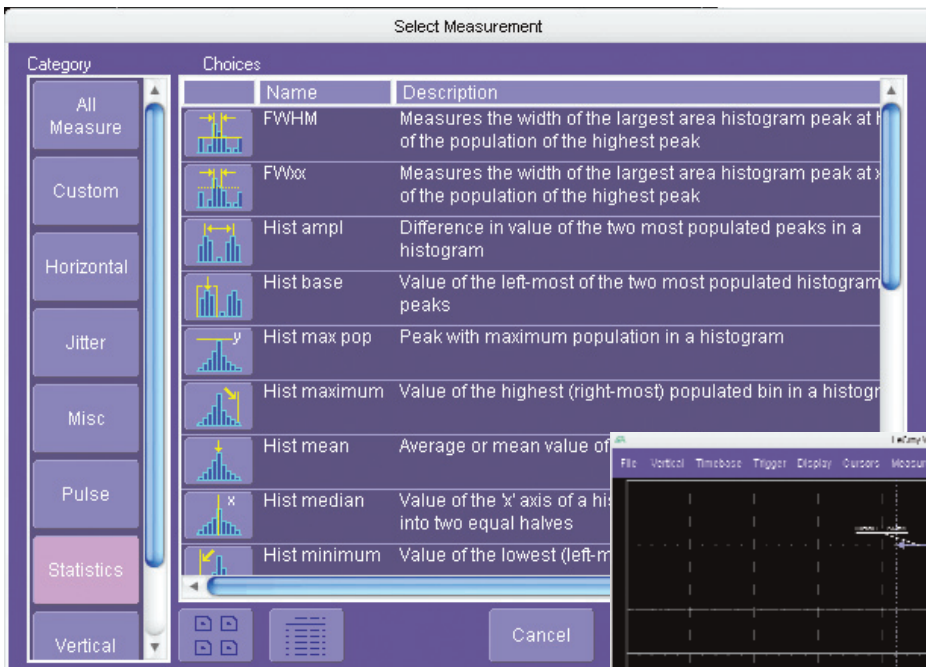 Select Measurement
Category
Choices
All
Measure
Custom
Horizontal
Jitter
Misc
Pulse
Statistics
Vertical
Name Description
FWHM Measures the width of the largest area histogram peak at
of the population of the highest peak
FWxx Measures the width of the largest area histogram peak at x
of the population of the highest peak
Hist ampl Difference in value of the two most populated peaks in a
histogram
Hist base Value of the left-most of the two most populated histogram
peaks
y
Hist max pop Peak with maximum population in a histogram
Hist maximum Value of the highest (right-most) populated bin in a histogr
Hist mean Average or mean value of
x
Hist median Value of the 'x' axis of a hi
into two equal halves
Hist minimum Value of the lowest (left-m
Cancel
File Vertical Timebase Trigger Display Cursors Measur